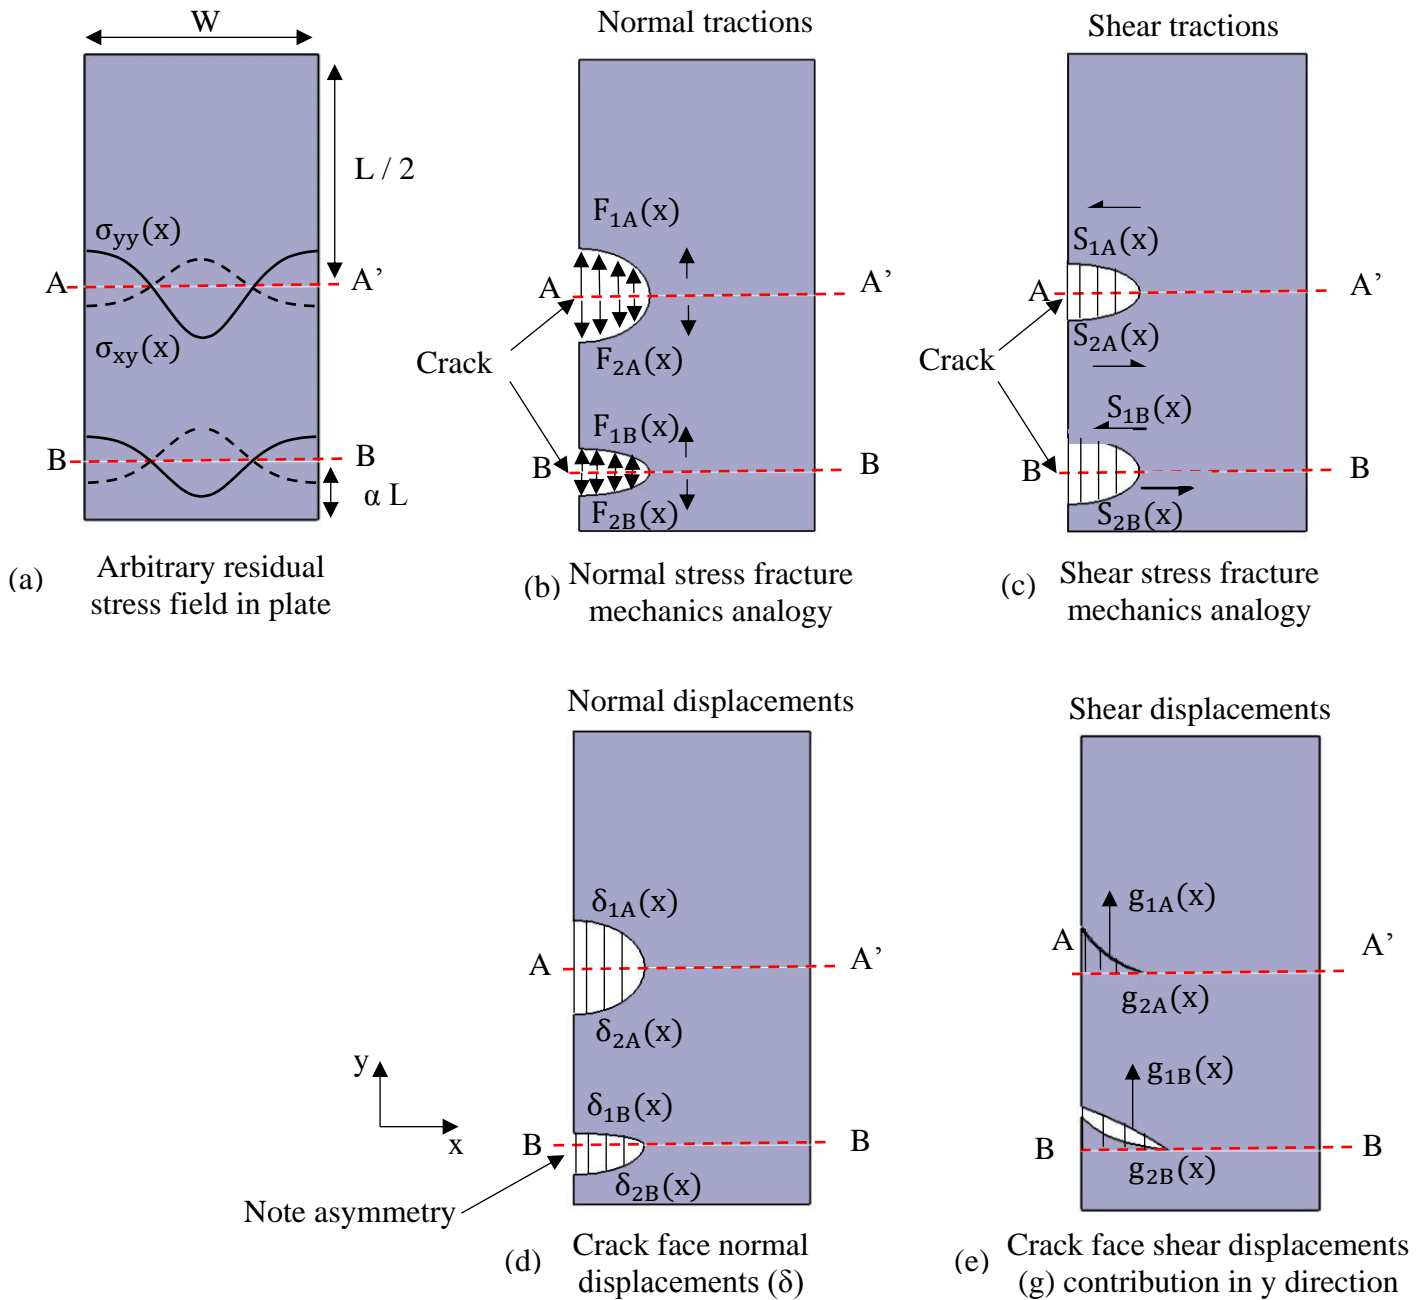 W
L / 2
σyy(x)
A
A’
σxy(x)
B
B
α L
(a)
Arbitrary residual
stress field in plate
Normal tractions
F1A(x)
A
A’
F2A(x)
Crack
F1B(x)
B
B
F2B(x)
(b)
Normal stress fracture
mechanics analogy
Shear tractions
S1A(x)
A
A’
S2A(x)
Crack
S1B(x)
B
B
S2B(x)
(c)
Shear stress fracture
mechanics analogy
Normal displacements
δ1A(x)
A
A’
δ2A(x)
y
x
δ1B(x)
B
B
δ2B(x)
Note asymmetry
(d)
Crack face normal
displacements (δ)
Shear displacements
g1A(x)
A
A’
g2A(x)
g1B(x)
B
B
g2B(x)
(e)
Crack face shear displacements
(g) contribution in y direction